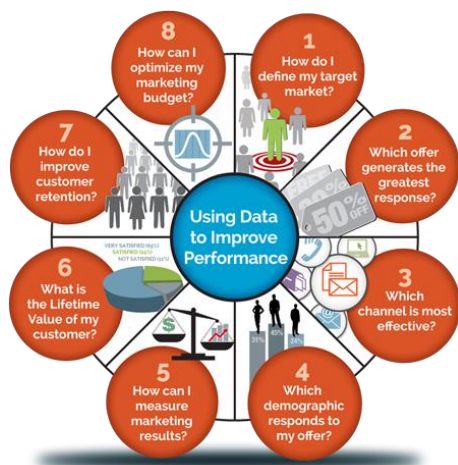 Using Data
to Improve
Performance
1
How do I
define my target
market?
2
Which offer
generates the
greatest
response?
3
Which
channel is most
effective?
4
Which
demographic
responds to
my offer?
5
How can I
measure
marketing
results?
6
What is
the Lifetime
Value of my
customer?
7
How do I
improve
customer
retention?
8
How can I
optimize my
marketing
budget?
50%
OFF
VERY SATISFIED
SATISFIED
NOT SATISFIED
$
31%
45%
24%